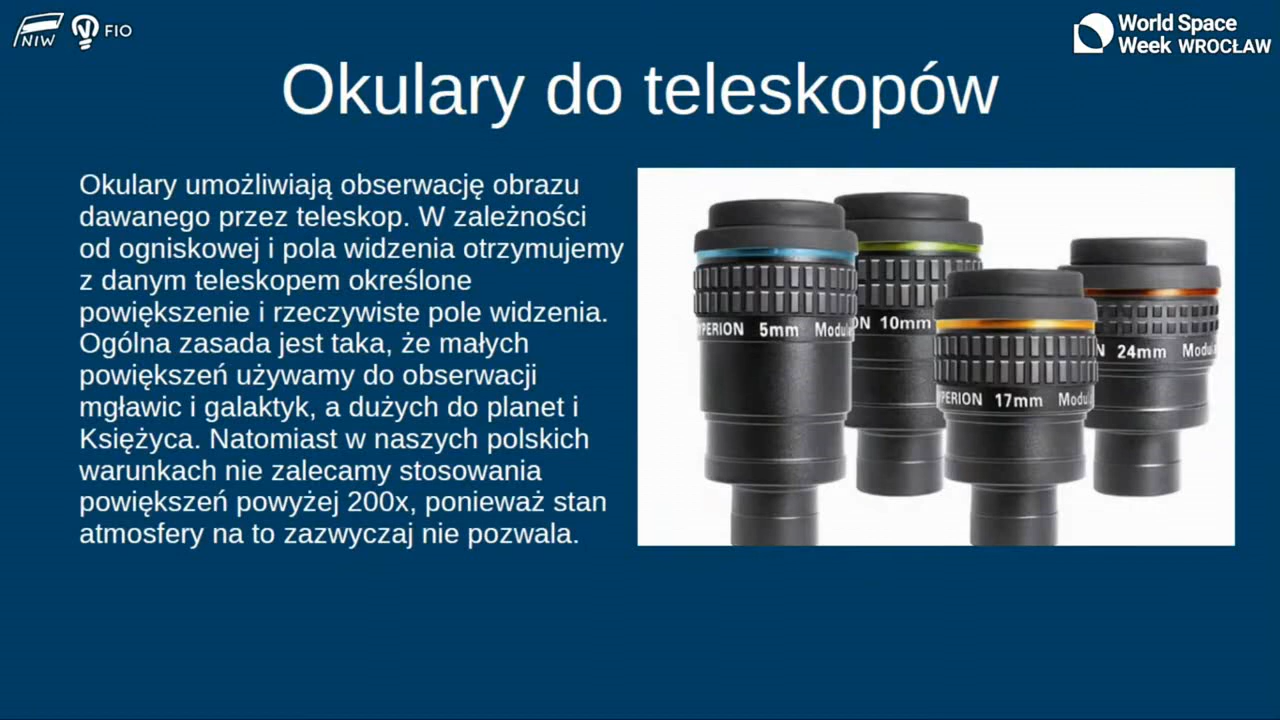 NIW
FIO
World Space
Week WROCŁAW
Okulary do teleskopów
Okulary umożliwiają obserwację obrazu
dawanego przez teleskop. W zależności
od ogniskowej i pola widzenia otrzymujemy
z danym teleskopem określone
powiększenie i rzeczywiste pole widzenia.
Ogólna zasada jest taka, że małych
powiększeń używamy do obserwacji
mgławic i galaktyk, a dużych do planet i
Księżyca. Natomiast w naszych polskich
warunkach nie zalecamy stosowania
powiększeń powyżej 200x, ponieważ stan
atmosfery na to zazwyczaj nie pozwala.
PERION 5mm Modula
ON 10mm
PERION 17mm Modu
N 24mm Modu